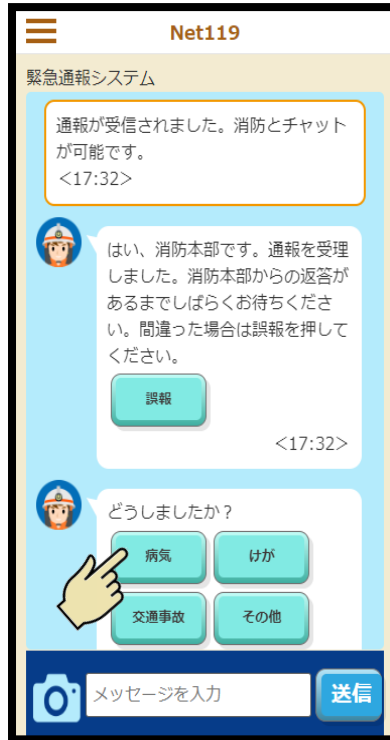 Net119
緊急通報システム
通報が受信されました。消防とチャット
が可能です。
<17:32>
はい、消防本部です。通報を受理
しました。消防本部からの返答が
あるまでしばらくお待ちくださ
い。間違った場合は誤報を押して
ください。
誤報
<17:32>
どうしましたか？
病気 けが
交通事故 その他
メッセージを入力 送信